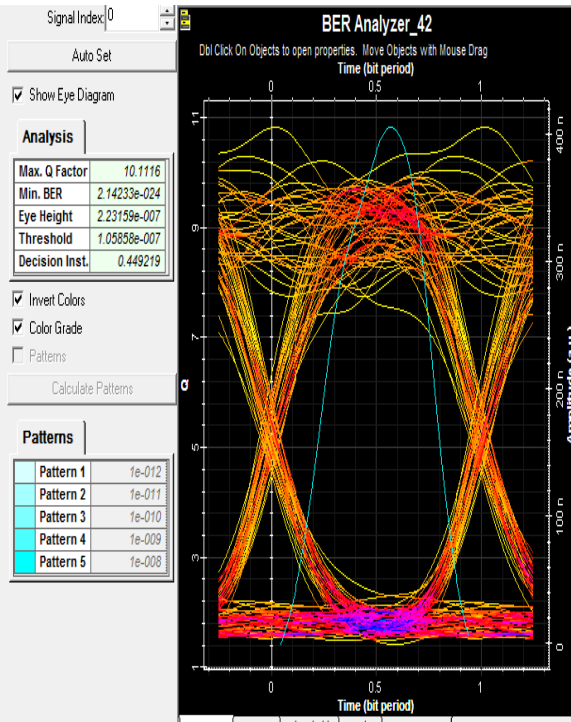 Signal Index: 0
Auto Set
Show Eye Diagram
Analysis
Max. Q Factor 10.1116
Min. BER 2.14233e-024
Eye Height 2.23159e-007
Threshold 1.05858e-007
Decision Inst. 0.449219
Invert Colors
Color Grade
Patterns
Calculate Patterns
Patterns
Pattern 1 1e-012
Pattern 2 1e-011
Pattern 3 1e-010
Pattern 4 1e-009
Pattern 5 1e-008
BER Analyzer_42
Dbl Click On Objects to open properties. Move Objects with Mouse Drag
Time (bit period)
0 0.5 1
11
9
7
5
3
1
Q
400 n
300 n
200 n
100 n
0
Amplitude (a.u.)
0 0.5 1
Time (bit period)